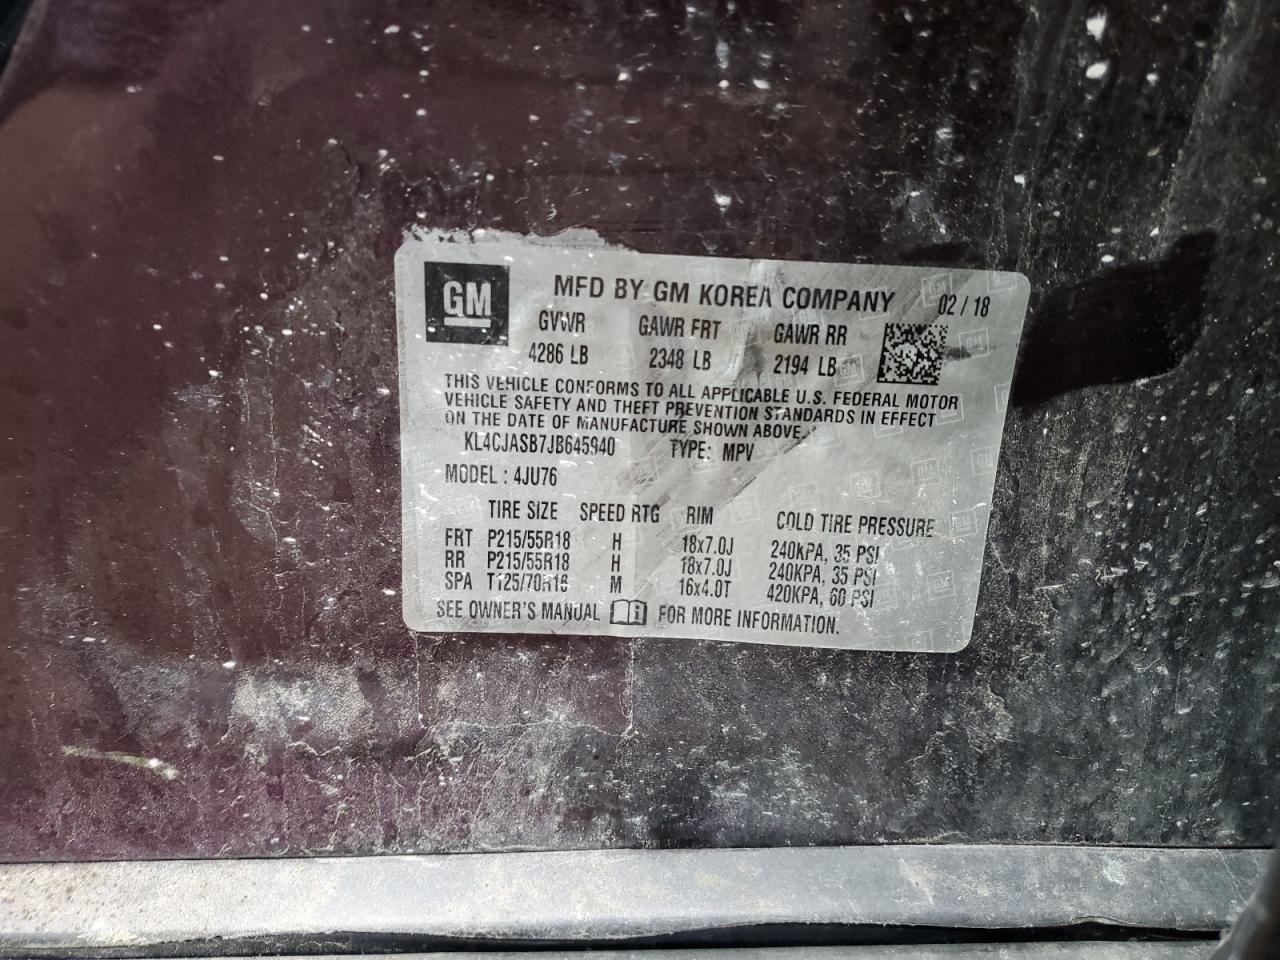 GM
MFD BY GM KOREA COMPANY 02 / 18
GVWR GAWR FRT GAWR RR
4286 LB 2348 LB 2194 LB
THIS VEHICLE CONFORMS TO ALL APPLICABLE U.S. FEDERAL MOTOR
VEHICLE SAFETY AND THEFT PREVENTION STANDARDS IN EFFECT
ON THE DATE OF MANUFACTURE SHOWN ABOVE.
KL4CJASB7JB645940 TYPE: MPV
MODEL : 4JU76
TIRE SIZE SPEED RTG RIM COLD TIRE PRESSURE
FRT P215/55R18 H 18x7.0J 240KPA, 35 PSI
RR P215/55R18 H 18x7.0J 240KPA, 35 PSI
SPA T125/70R16 M 16x4.0T 420KPA, 60 PSI
SEE OWNER'S MANUAL FOR MORE INFORMATION.